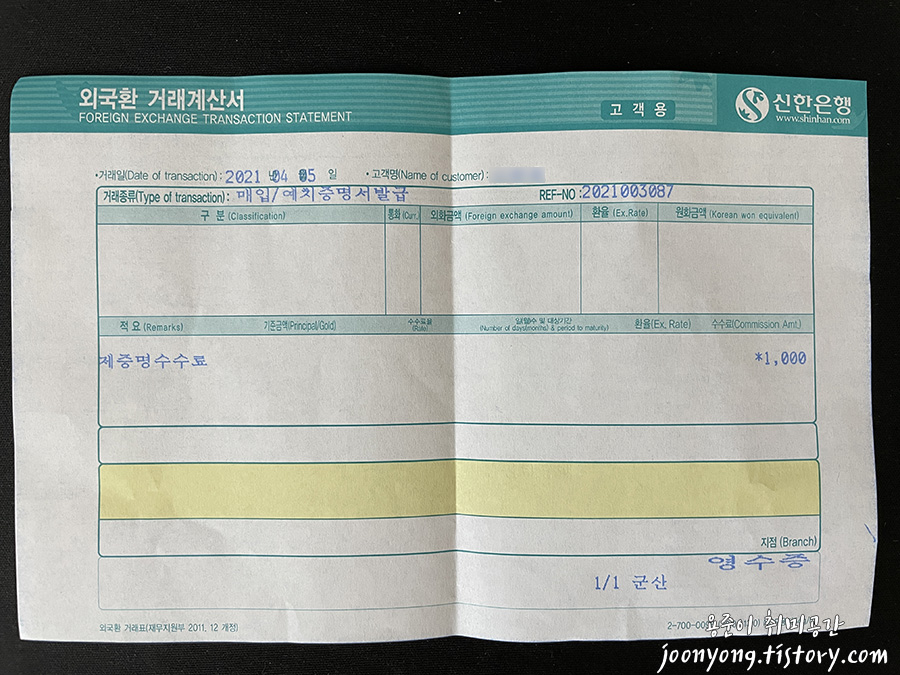 외국환 거래계산서
FOREIGN EXCHANGE TRANSACTION STATEMENT
고 객 용
신한은행
www.shinhan.com
•거래일(Date of transaction): 2021 년 04 05 일 •고객명(Name of customer):
거래종류(Type of transaction): 매입/예치증명서발급 REF-NO:2021003087
구 분 (Classification) 통화 (Curr.) 외화금액 (Foreign exchange amount) 환율 (Ex.Rate) 원화금액 (Korean won equivalent)
적 요 (Remarks) 기준금액(Principal/Gold) 수수료율 (Rate) 일(월)수 및 대상기간 (Number of days(months) & period to maturity) 환율(Ex. Rate) 수수료(Commission Amt.)
제증명수수료 *1,000
지점 (Branch)
영수증
1/1 군산
외국환 거래표(재무지원부 2011. 12 개정) 2-700-00
용준이 취미공간
joonyong.tistory.com